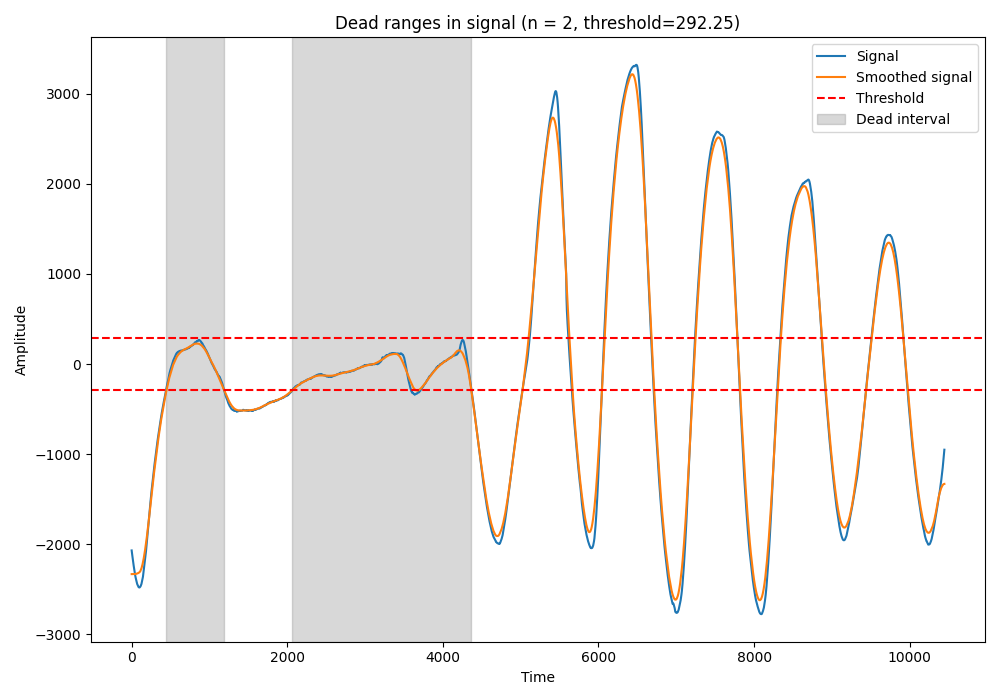 Dead ranges in signal (n = 2, threshold=292.25)
Signal
Smoothed signal
Threshold
Dead interval
Amplitude
3000
2000
1000
0
−1000
−2000
−3000
0 2000 4000 6000 8000 10000
Time